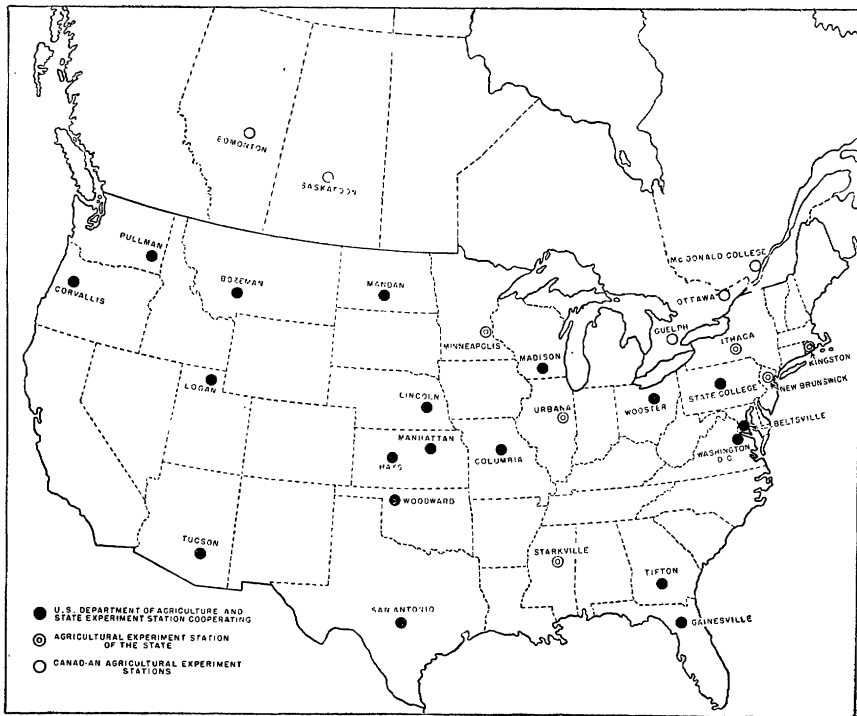 EDMONTON
SASKATOON
MCDONALD COLLEGE
OTTAWA
GUELPH
PULLMAN
BOZEMAN
MANDAN
CORVALLIS
MINNEAPOLIS
ITHACA
KINGSTON
MADISON
LOGAN
LINCOLN
STATE COLLEGE
NEW BRUNSWICK
URBANA
WOOSTER
BELTSVILLE
MANHATTAN
HAYS
COLUMBIA
WASHINGTON
D C
WOODWARD
TUCSON
STARKVILLE
TIFTON
SAN ANTONIO
GAINESVILLE
U.S. DEPARTMENT OF AGRICULTURE AND
STATE EXPERIMENT STATION COOPERATING
AGRICULTURAL EXPERIMENT STATION
OF THE STATE
CANADIAN AGRICULTURAL EXPERIMENT
STATIONS